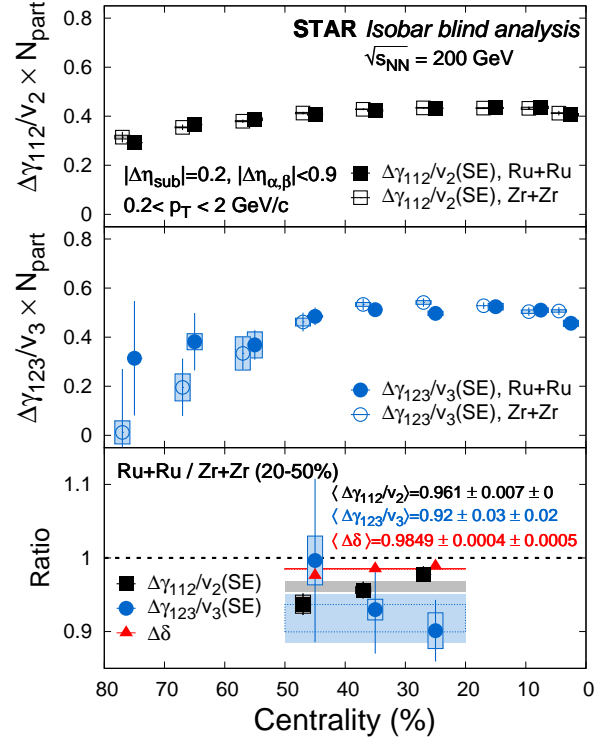 STAR Isobar blind analysis
√sNN = 200 GeV
Δγ112/v2 × Npart
0.8
0.6
0.4
0.2
0
|Δηsub|=0.2, |Δηα,β|<0.9
0.2< pT < 2 GeV/c
Δγ112/v2(SE), Ru+Ru
Δγ112/v2(SE), Zr+Zr
Δγ123/v3 × Npart
0.8
0.6
0.4
0.2
0
Δγ123/v3(SE), Ru+Ru
Δγ123/v3(SE), Zr+Zr
Ratio
1.1
1
0.9
Ru+Ru / Zr+Zr (20-50%)
⟨ Δγ112/v2⟩=0.961 ± 0.007 ± 0
⟨ Δγ123/v3⟩=0.92 ± 0.03 ± 0.02
⟨ Δδ ⟩=0.9849 ± 0.0004 ± 0.0005
Δγ112/v2(SE)
Δγ123/v3(SE)
Δδ
80 70 60 50 40 30 20 10 0
Centrality (%)